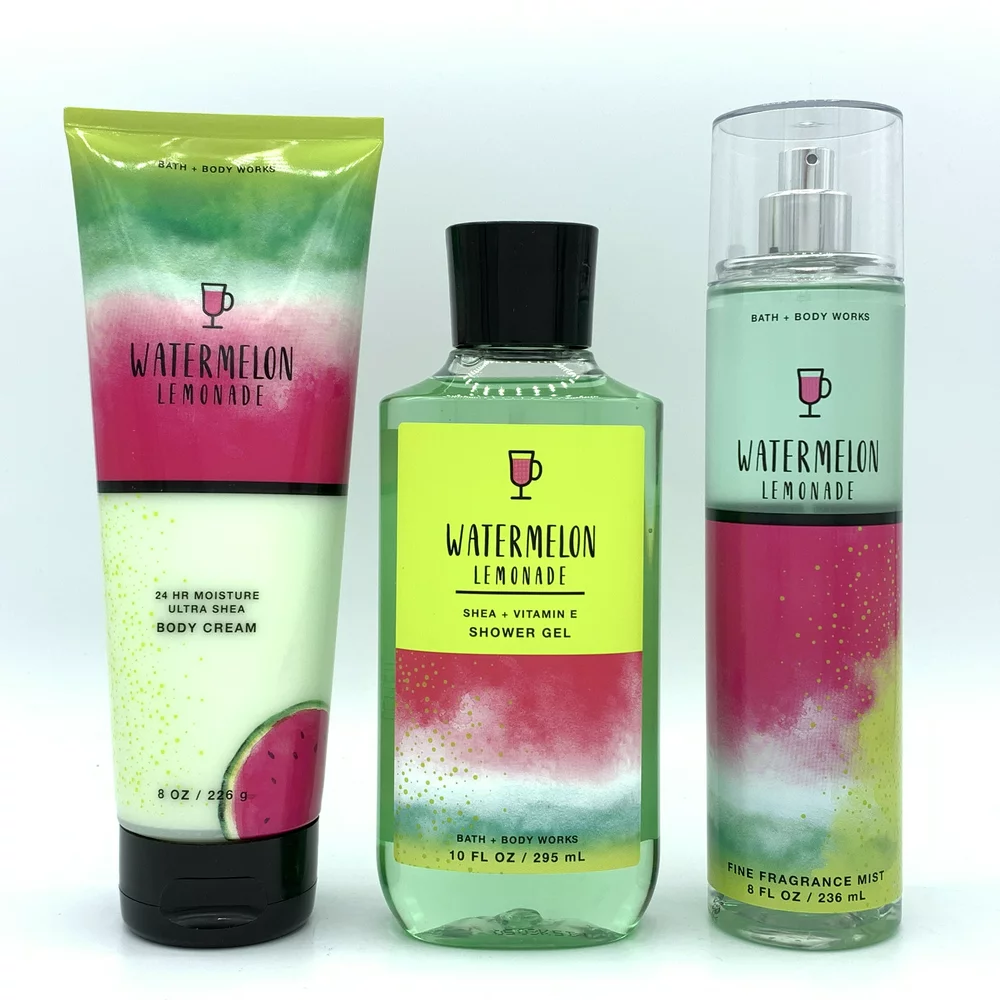 BATH + BODY WORKS
WATERMELON
LEMONADE
24 HR MOISTURE
ULTRA SHEA
BODY CREAM
8 OZ / 226 g
WATERMELON
LEMONADE
SHEA + VITAMIN E
SHOWER GEL
BATH + BODY WORKS
10 FL OZ / 295 mL
BATH + BODY WORKS
WATERMELON
LEMONADE
FINE FRAGRANCE MIST
8 FL OZ / 236 mL